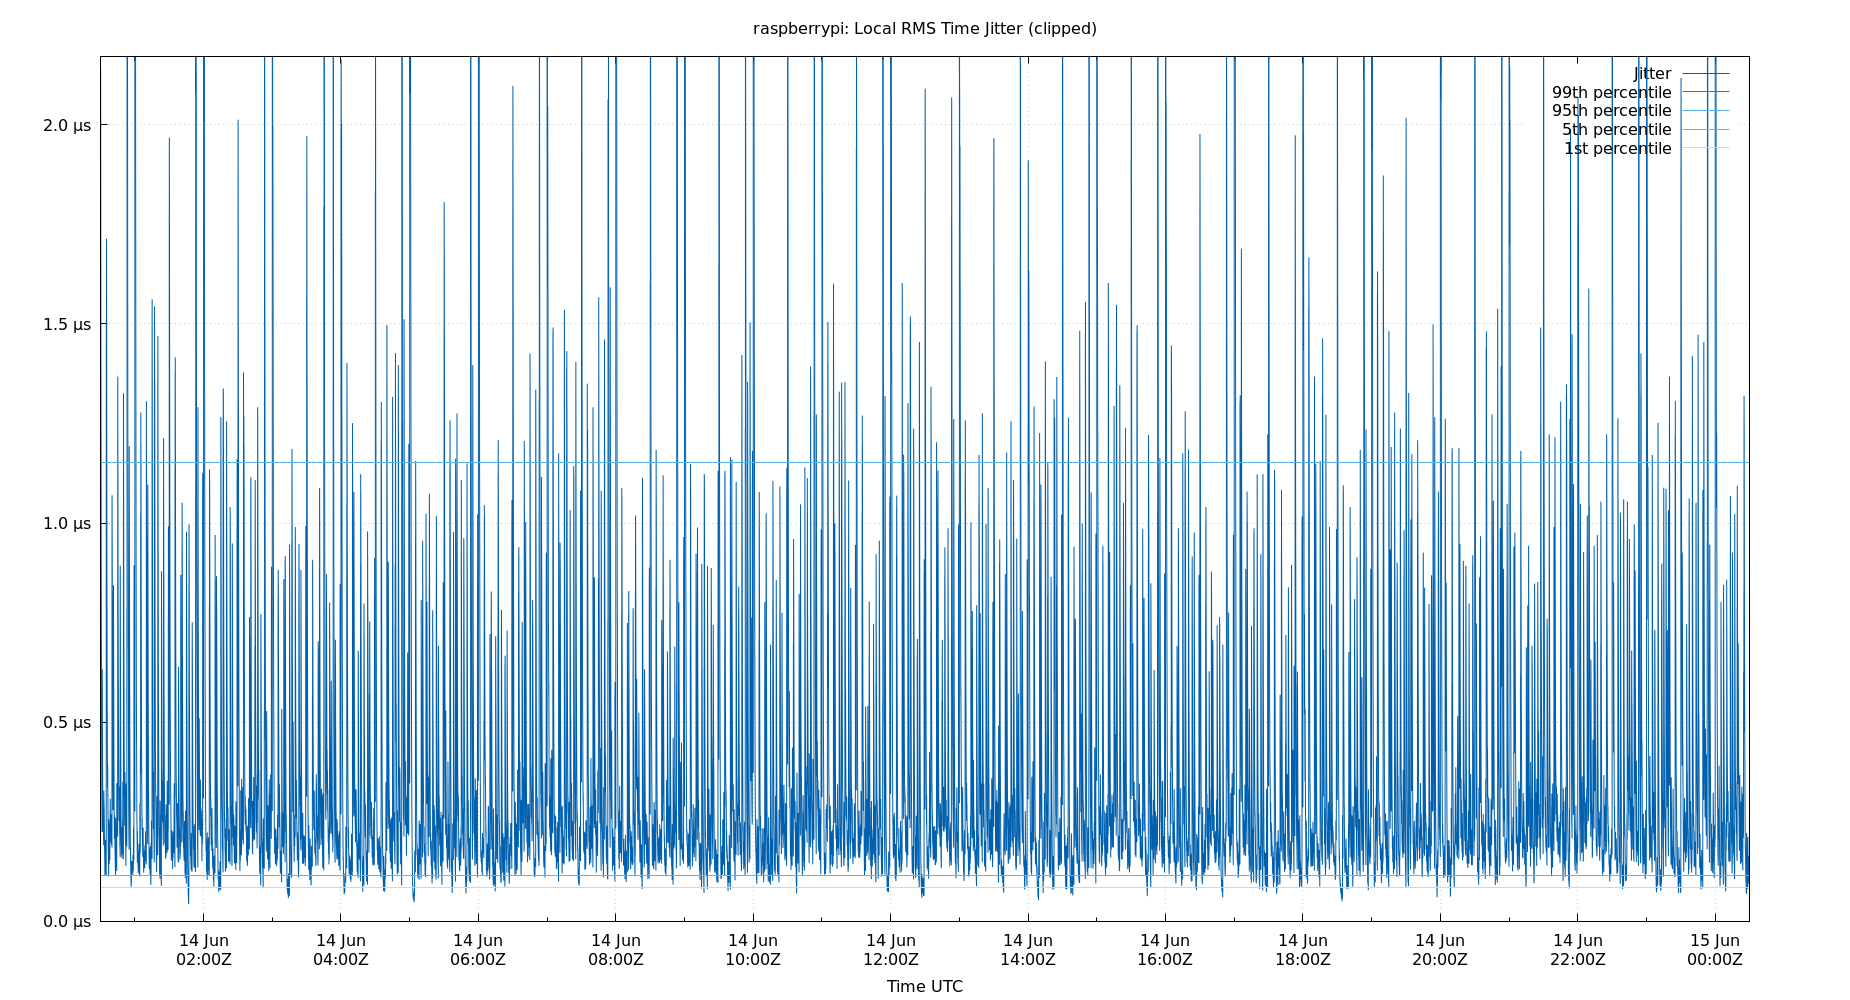 raspberrypi: Local RMS Time Jitter (clipped)
Jitter
99th percentile
95th percentile
5th percentile
1st percentile
2.0 µs
1.5 µs
1.0 µs
0.5 µs
0.0 µs
14 Jun 14 Jun 14 Jun 14 Jun 14 Jun 14 Jun 14 Jun 14 Jun 14 Jun 14 Jun 14 Jun 15 Jun
02:00Z 04:00Z 06:00Z 08:00Z 10:00Z 12:00Z 14:00Z 16:00Z 18:00Z 20:00Z 22:00Z 00:00Z
Time UTC